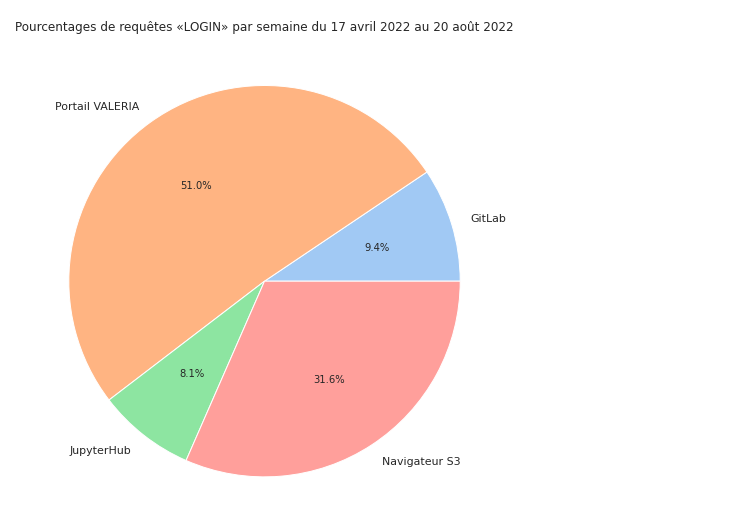 Pourcentages de requêtes «LOGIN» par semaine du 17 avril 2022 au 20 août 2022
Portail VALERIA
51.0%
GitLab
9.4%
8.1%
31.6%
JupyterHub
Navigateur S3